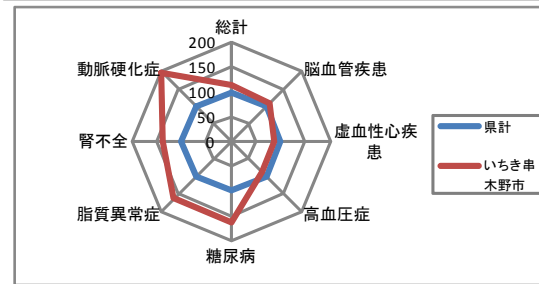 総計
200
150
100
50
0
脳血管疾患
虚血性心疾
患
高血圧症
糖尿病
脂質異常症
腎不全
動脈硬化症
県計
いちき串
木野市